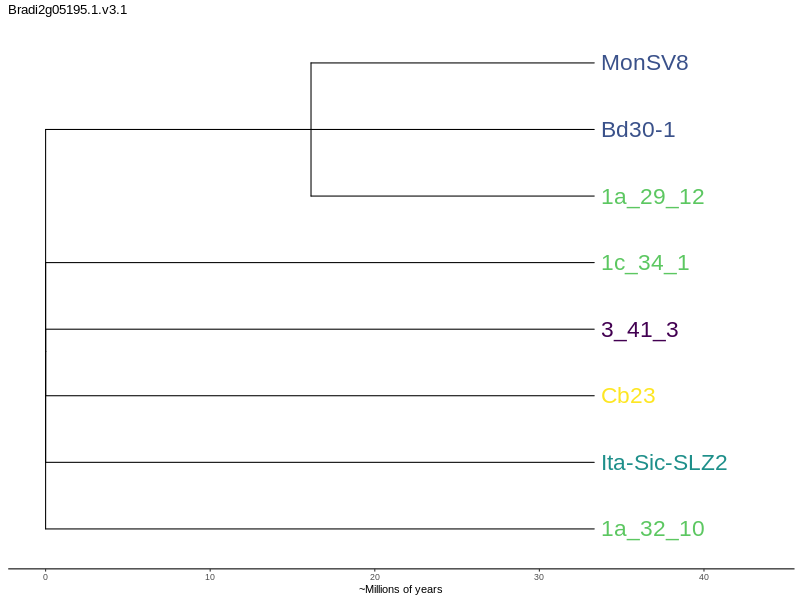 Bradi2g05195.1.v3.1
MonSV8
Bd30-1
1a_29_12
1c_34_1
3_41_3
Cb23
Ita-Sic-SLZ2
1a_32_10
0 10 20 30 40
~Millions of years